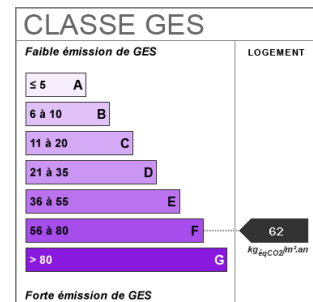 CLASSE GES
Faible émission de GES
LOGEMENT
≤ 5 A
6 à 10 B
11 à 20 C
21 à 35 D
36 à 55 E
56 à 80 F
62
kgéqCO2/m².an
> 80 G
Forte émission de GES